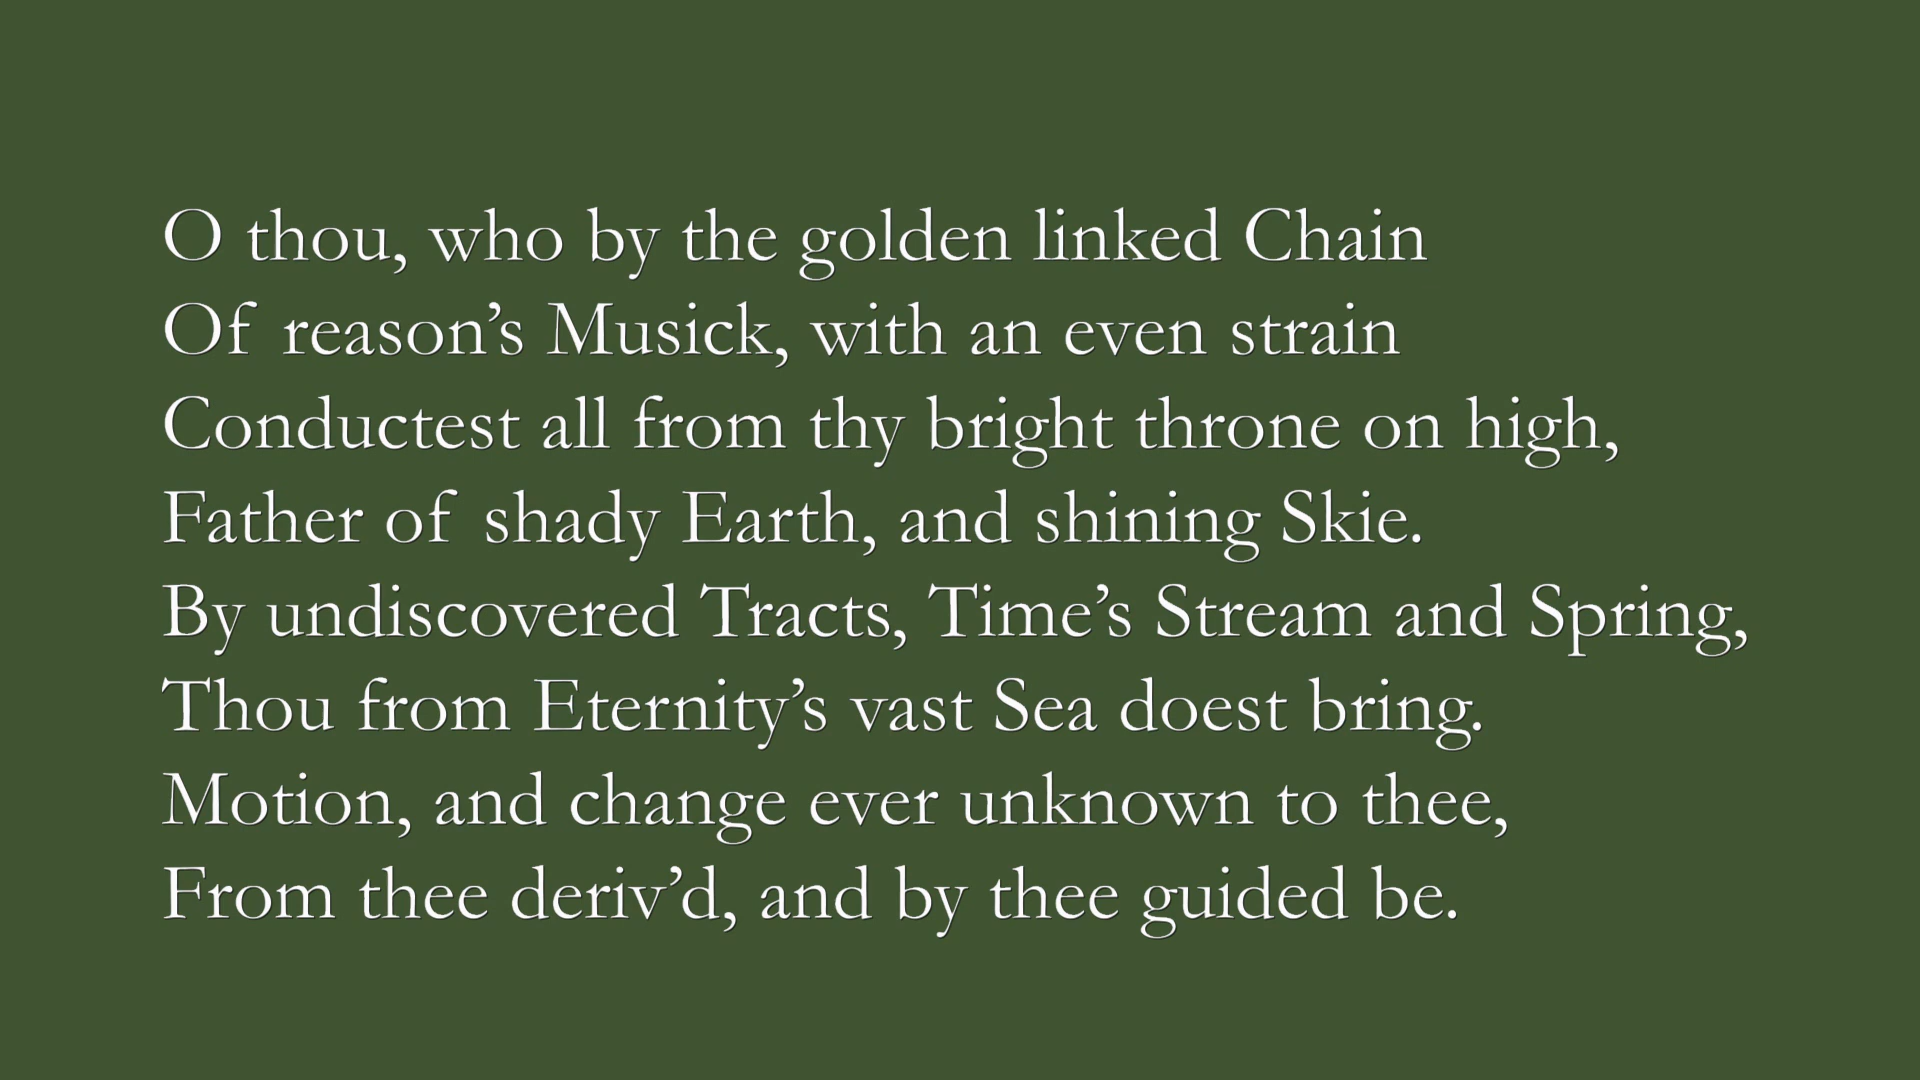 O thou, who by the golden linked Chain
Of reason’s Musick, with an even strain
Conductest all from thy bright throne on high,
Father of shady Earth, and shining Skie.
By undiscovered Tracts, Time’s Stream and Spring,
Thou from Eternity’s vast Sea doest bring.
Motion, and change ever unknown to thee,
From thee deriv’d, and by thee guided be.